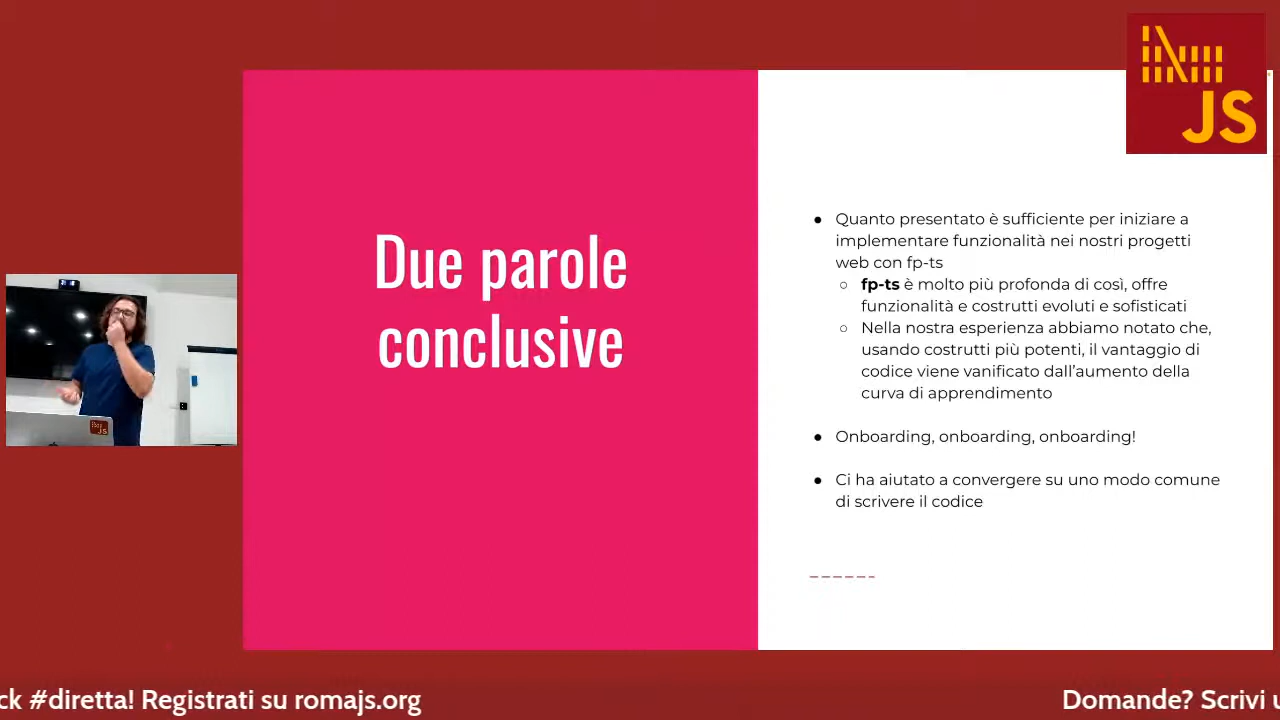 JS
Due parole
conclusive
● Quanto presentato è sufficiente per iniziare a
implementare funzionalità nei nostri progetti
web con fp-ts
○ fp-ts è molto più profonda di così, offre
funzionalità e costrutti evoluti e sofisticati
○ Nella nostra esperienza abbiamo notato che,
usando costrutti più potenti, il vantaggio di
codice viene vanificato dall'aumento della
curva di apprendimento
● Onboarding, onboarding, onboarding!
● Ci ha aiutato a convergere su uno modo comune
di scrivere il codice
JS
ck #diretta! Registrati su romajs.org
Domande? Scrivi u